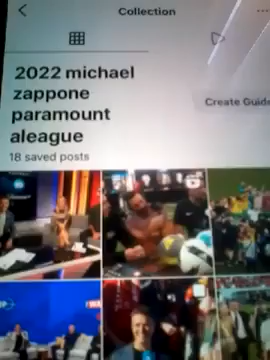 Collection
2022 michael
zappone
paramount
aleague
Create Guide
18 saved posts